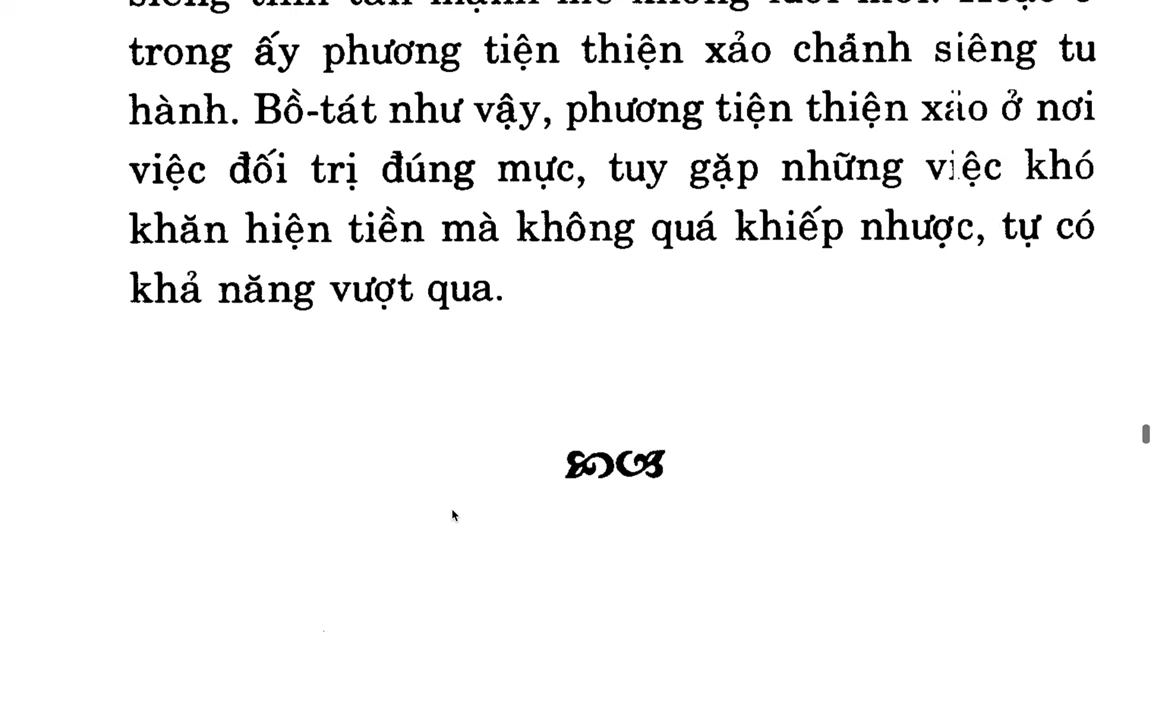 trong ấy phương tiện thiện xảo chánh siêng tu
hành. Bồ-tát như vậy, phương tiện thiện xảo ở nơi
việc đối trị đúng mực, tuy gặp những việc khó
khăn hiện tiền mà không quá khiếp nhược, tự có
khả năng vượt qua.